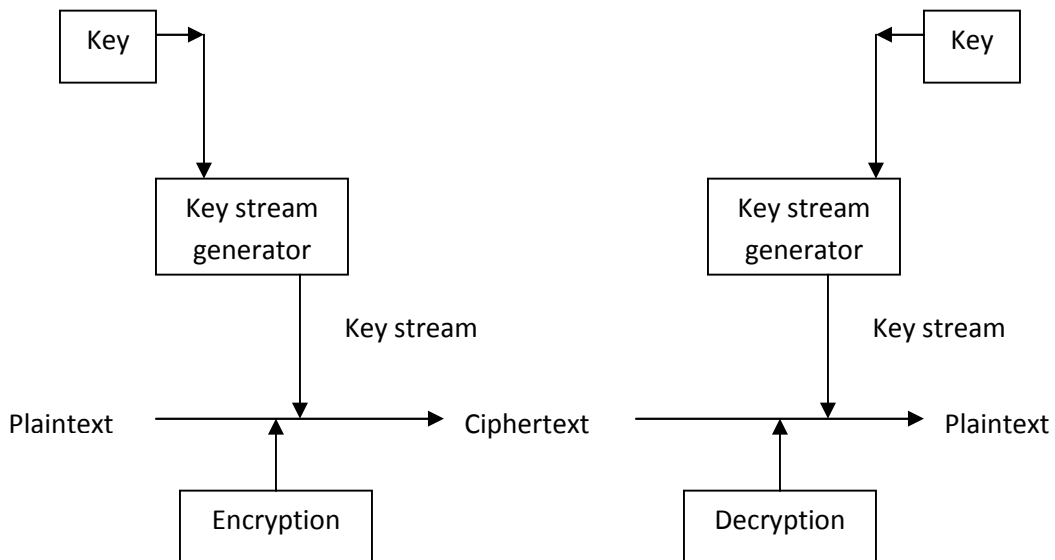 Key
Key
Key stream
generator
Key stream
generator
Key stream
Key stream
Plaintext
Ciphertext
Plaintext
Encryption
Decryption